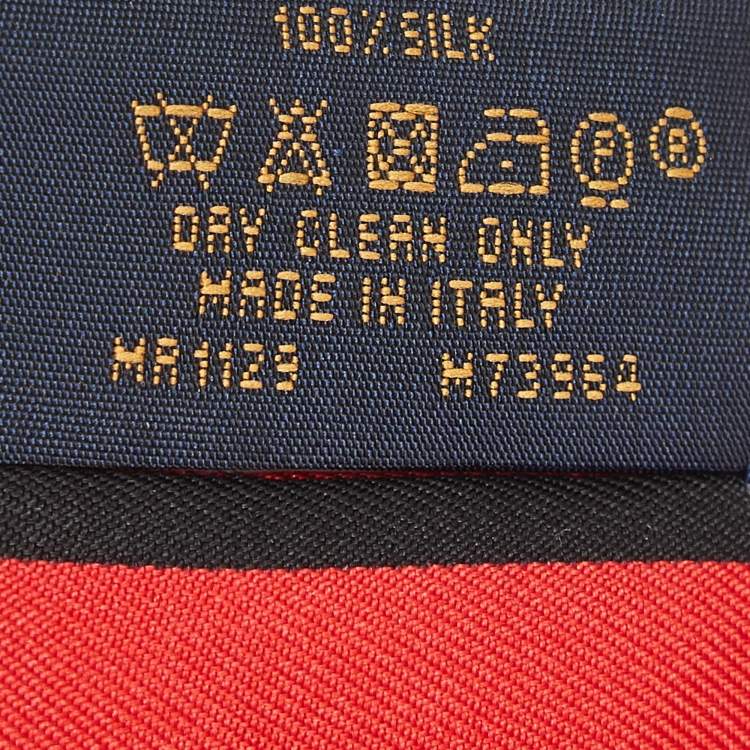 100% SILK
P A
DRY CLEAN ONLY
MADE IN ITALY
MA1129 M73964